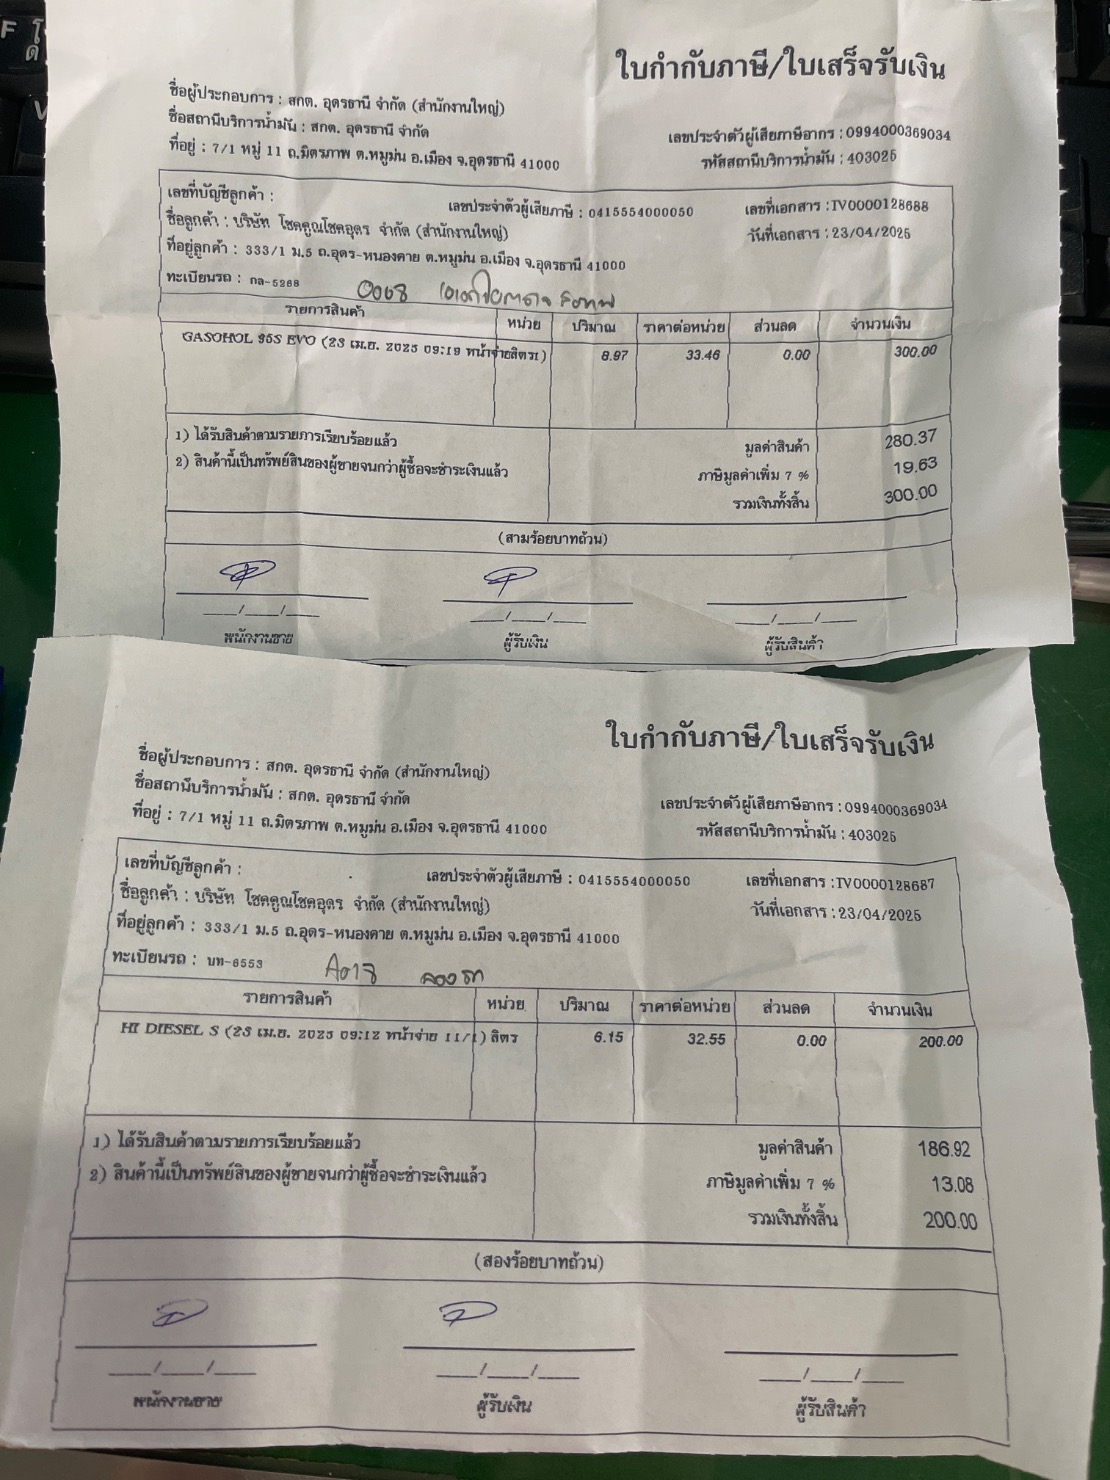 ใบกำกับภาษี/ใบเสร็จรับเงิน
ชื่อผู้ประกอบการ : สกต. อุดรธานี จำกัด (สำนักงานใหญ่)
ชื่อสถานีบริการน้ำมัน : สกต. อุดรธานี จำกัด
เลขประจำตัวผู้เสียภาษีอากร : 0994000369034
ที่อยู่ : 7/1 หมู่ 11 ถ.มิตรภาพ ต.หมูม่น อ.เมือง จ.อุดรธานี 41000
รหัสสถานีบริการน้ำมัน : 403025
เลขที่บัญชีลูกค้า :
เลขประจำตัวผู้เสียภาษี : 0415554000050
เลขที่เอกสาร : IV0000128688
ชื่อลูกค้า : บริษัท โชคคูณโชคอุดร จำกัด (สำนักงานใหญ่)
วันที่เอกสาร : 23/04/2025
ที่อยู่ลูกค้า : 333/1 ม.5 ถ.อุดร-หนองคาย ต.หมูม่น อ.เมือง จ.อุดรธานี 41000
ทะเบียนรถ : กล-5268
รายการสินค้า หน่วย ปริมาณ ราคาต่อหน่วย ส่วนลด จำนวนเงิน
GASOHOL 95S EVO (23 เม.ย. 2025 09:19 หน้าจ่ายลิตร1) 8.97 33.46 0.00 300.00
1) ได้รับสินค้าตามรายการเรียบร้อยแล้ว
มูลค่าสินค้า 280.37
2) สินค้านี้เป็นทรัพย์สินของผู้ขายจนกว่าผู้ซื้อจะชำระเงินแล้ว
ภาษีมูลค่าเพิ่ม 7 % 19.63
รวมเงินทั้งสิ้น 300.00
(สามร้อยบาทถ้วน)
___/___/___ ___/___/___ ___/___/___
พนักงานขาย ผู้รับเงิน ผู้รับสินค้า
ใบกำกับภาษี/ใบเสร็จรับเงิน
ชื่อผู้ประกอบการ : สกต. อุดรธานี จำกัด (สำนักงานใหญ่)
ชื่อสถานีบริการน้ำมัน : สกต. อุดรธานี จำกัด
เลขประจำตัวผู้เสียภาษีอากร : 0994000369034
ที่อยู่ : 7/1 หมู่ 11 ถ.มิตรภาพ ต.หมูม่น อ.เมือง จ.อุดรธานี 41000
รหัสสถานีบริการน้ำมัน : 403025
เลขที่บัญชีลูกค้า :
เลขประจำตัวผู้เสียภาษี : 0415554000050
เลขที่เอกสาร : IV0000128687
ชื่อลูกค้า : บริษัท โชคคูณโชคอุดร จำกัด (สำนักงานใหญ่)
วันที่เอกสาร : 23/04/2025
ที่อยู่ลูกค้า : 333/1 ม.5 ถ.อุดร-หนองคาย ต.หมูม่น อ.เมือง จ.อุดรธานี 41000
ทะเบียนรถ : บท-6553
รายการสินค้า หน่วย ปริมาณ ราคาต่อหน่วย ส่วนลด จำนวนเงิน
HI DIESEL S (23 เม.ย. 2025 09:12 หน้าจ่าย 11/1) ลิตร 6.15 32.55 0.00 200.00
1) ได้รับสินค้าตามรายการเรียบร้อยแล้ว
มูลค่าสินค้า 186.92
2) สินค้านี้เป็นทรัพย์สินของผู้ขายจนกว่าผู้ซื้อจะชำระเงินแล้ว
ภาษีมูลค่าเพิ่ม 7 % 13.08
รวมเงินทั้งสิ้น 200.00
(สองร้อยบาทถ้วน)
___/___/___ ___/___/___ ___/___/___
พนักงานขาย ผู้รับเงิน ผู้รับสินค้า